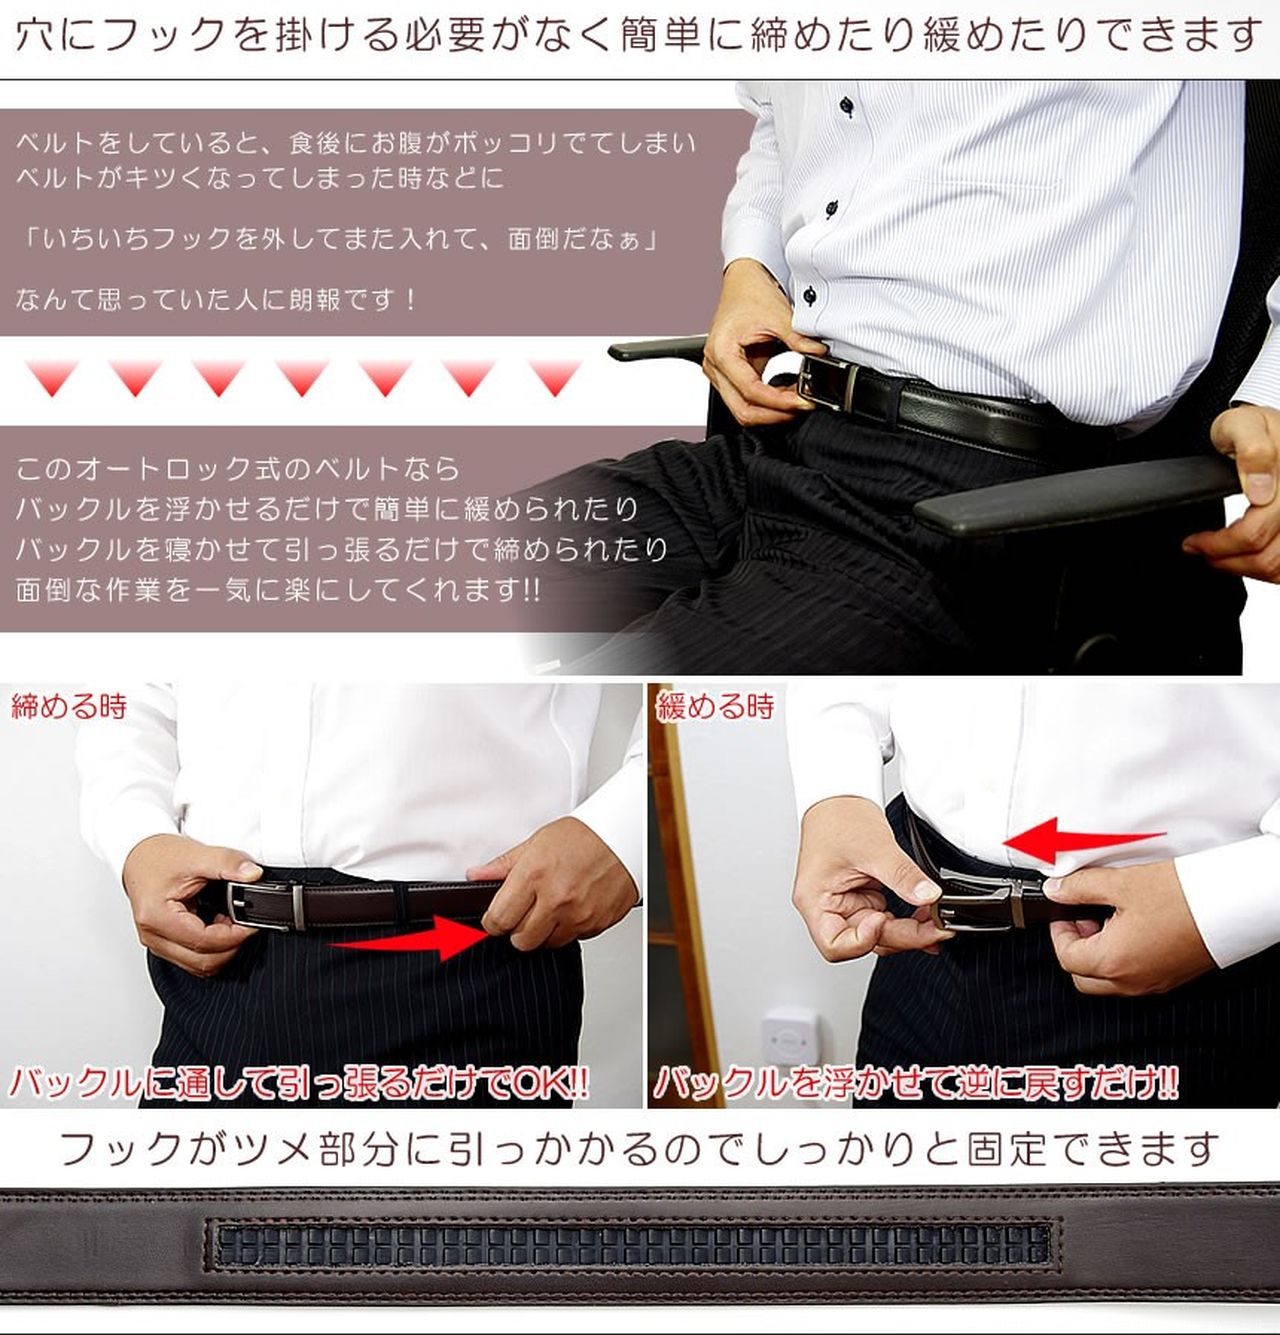 穴にフックを掛ける必要がなく簡単に締めたり緩めたりできます
ベルトをしていると、食後にお腹がポッコリでてしまい
ベルトがキツくなってしまった時などに
「いちいちフックを外してまた入れて、面倒だなぁ」
なんて思っていた人に朗報です！
このオートロック式のベルトなら
バックルを浮かせるだけで簡単に緩められたり
バックルを寝かせて引っ張るだけで締められたり
面倒な作業を一気に楽にしてくれます!!
締める時
緩める時
バックルに通して引っ張るだけでOK!!
バックルを浮かせて逆に戻すだけ!!
フックがツメ部分に引っかかるのでしっかりと固定できます